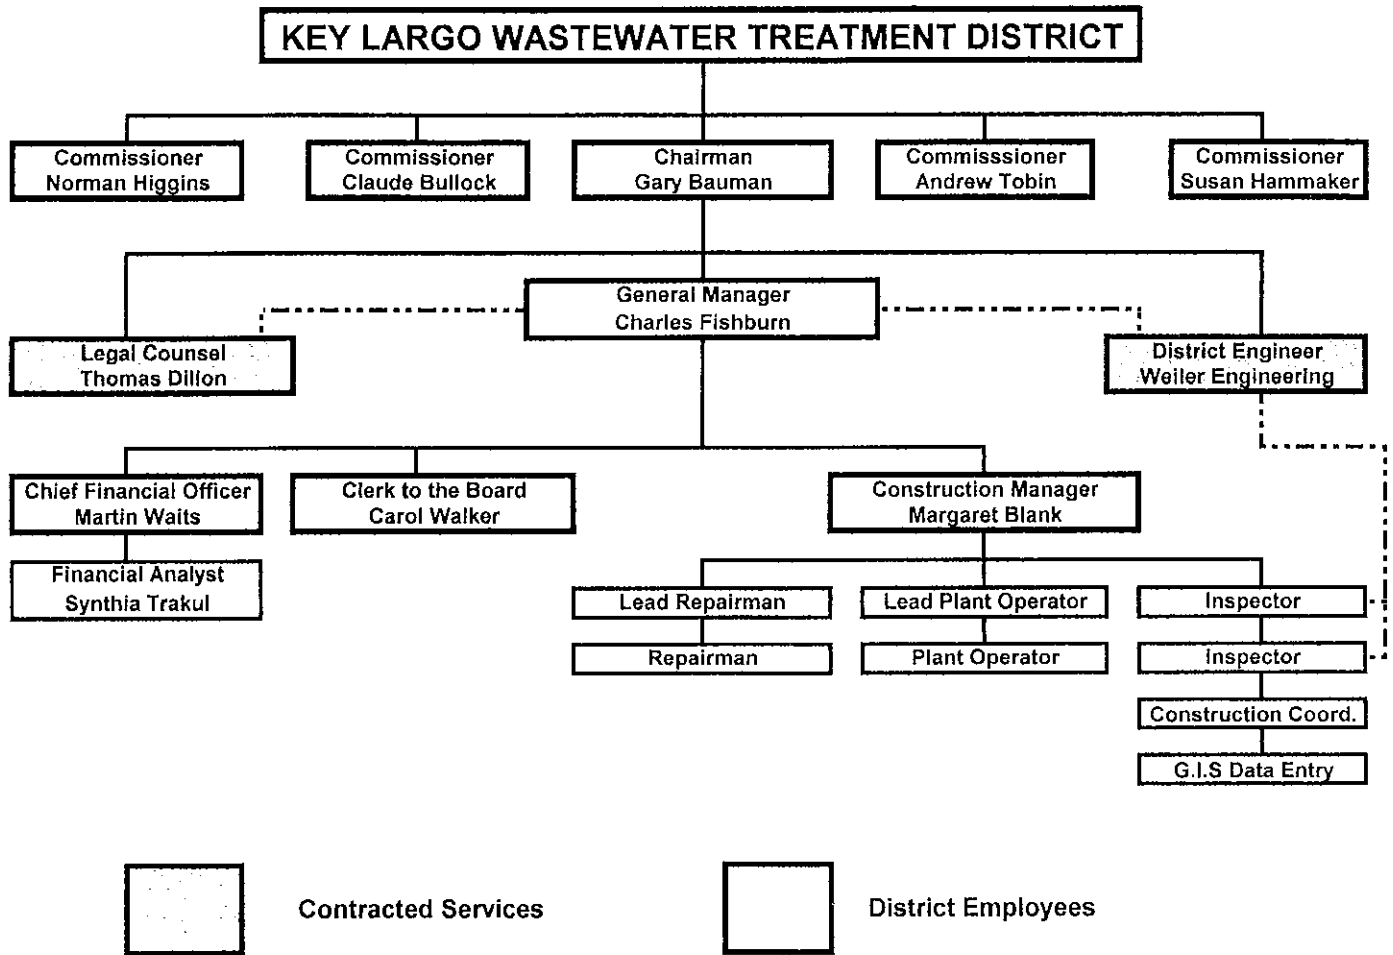 KEY LARGO WASTEWATER TREATMENT DISTRICT
Commissioner
Norman Higgins
Commissioner
Claude Bullock
Chairman
Gary Bauman
Commisssioner
Andrew Tobin
Commissioner
Susan Hammaker
General Manager
Charles Fishburn
Legal Counsel
Thomas Dillon
District Engineer
Weiler Engineering
Chief Financial Officer
Martin Waits
Clerk to the Board
Carol Walker
Construction Manager
Margaret Blank
Financial Analyst
Synthia Trakul
Lead Repairman
Lead Plant Operator
Inspector
Repairman
Plant Operator
Inspector
Construction Coord.
G.I.S Data Entry
Contracted Services
District Employees